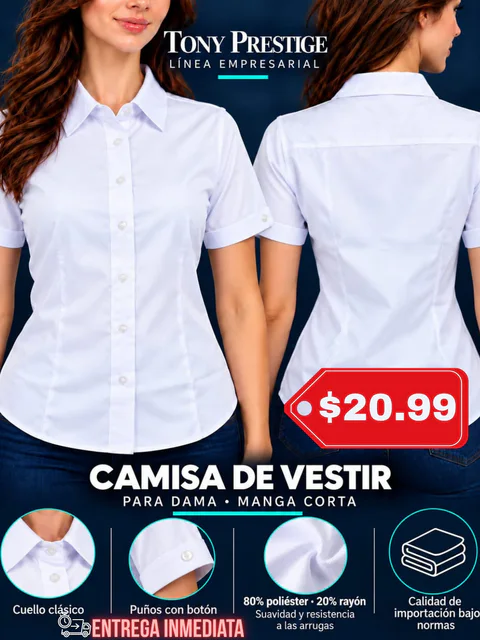 TONY PRESTIGE
LÍNEA EMPRESARIAL
$20.99
CAMISA DE VESTIR
PARA DAMA • MANGA CORTA
Cuello clásico
Puños con botón
80% poliéster • 20% rayón
Suavidad y resistencia
a las arrugas
Calidad de
importación bajo
normas
ENTREGA INMEDIATA